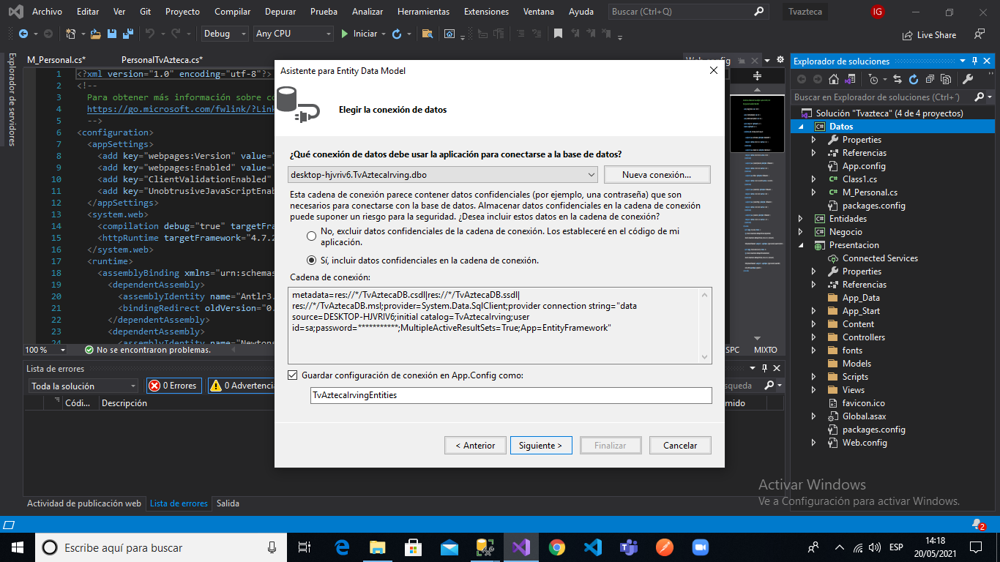 Archivo Editar Ver Git Proyecto Compilar Depurar Prueba Analizar Herramientas Extensiones Ventana Ayuda Buscar (Ctrl+Q) Tvazteca IG
Debug Any CPU Iniciar Live Share
Explorador de servidores
M_Personal.cs* PersonalTvAzteca.cs* Web.config
1 <?xml version="1.0" encoding="utf-8"?>
2 <!--
3 Para obtener más información sobre
4 https://go.microsoft.com/fwlink/?Link
5 -->
6 <configuration>
7 <appSettings>
8 <add key="webpages:Version" value=
9 <add key="webpages:Enabled" value=
10 <add key="ClientValidationEnabled"
11 <add key="UnobtrusiveJavaScriptEnab
12 </appSettings>
13 <system.web>
14 <compilation debug="true" targetFra
15 <httpRuntime targetFramework="4.7.2
16 </system.web>
17 <runtime>
18 <assemblyBinding xmlns="urn:schemas
19 <dependentAssembly>
20 <assemblyIdentity name="Antlr3.
21 <bindingRedirect oldVersion="0.
22 </dependentAssembly>
23 <dependentAssembly>
24 <assemblyIdentity name="Newtons
100 % No se encontraron problemas. SPC MIXTO
Lista de errores
Toda la solución 0 Errores 0 Advertencia squeda
Códi... Descripción mido
Actividad de publicación web Lista de errores Salida
Asistente para Entity Data Model
Elegir la conexión de datos
¿Qué conexión de datos debe usar la aplicación para conectarse a la base de datos?
desktop-hjvriv6.TvAztecaIrving.dbo Nueva conexión...
Esta cadena de conexión parece contener datos confidenciales (por ejemplo, una contraseña) que son
necesarios para conectarse con la base de datos. Almacenar datos confidenciales en la cadena de conexión
puede suponer un riesgo para la seguridad. ¿Desea incluir estos datos en la cadena de conexión?
No, excluir datos confidenciales de la cadena de conexión. Los estableceré en el código de mi
aplicación.
Sí, incluir datos confidenciales en la cadena de conexión.
Cadena de conexión:
metadata=res://*/TvAztecaDB.csdl|res://*/TvAztecaDB.ssdl|
res://*/TvAztecaDB.msl;provider=System.Data.SqlClient;provider connection string="data
source=DESKTOP-HJVRIV6;initial catalog=TvAztecaIrving;user
id=sa;password=***********;MultipleActiveResultSets=True;App=EntityFramework"
Guardar configuración de conexión en App.Config como:
TvAztecaIrvingEntities
< Anterior Siguiente > Finalizar Cancelar
Explorador de soluciones
Buscar en Explorador de soluciones (Ctrl+´)
Solución "Tvazteca" (4 de 4 proyectos)
C# Datos
Properties
Referencias
App.config
C# Class1.cs
C# M_Personal.cs
packages.config
C# Entidades
C# Negocio
Presentacion
Connected Services
Properties
Referencias
App_Data
App_Start
Content
Controllers
fonts
Models
Scripts
Views
favicon.ico
Global.asax
packages.config
Web.config
Activar Windows
Ve a Configuración para activar Windows.
2
Escribe aquí para buscar ESP 14:18
20/05/2021